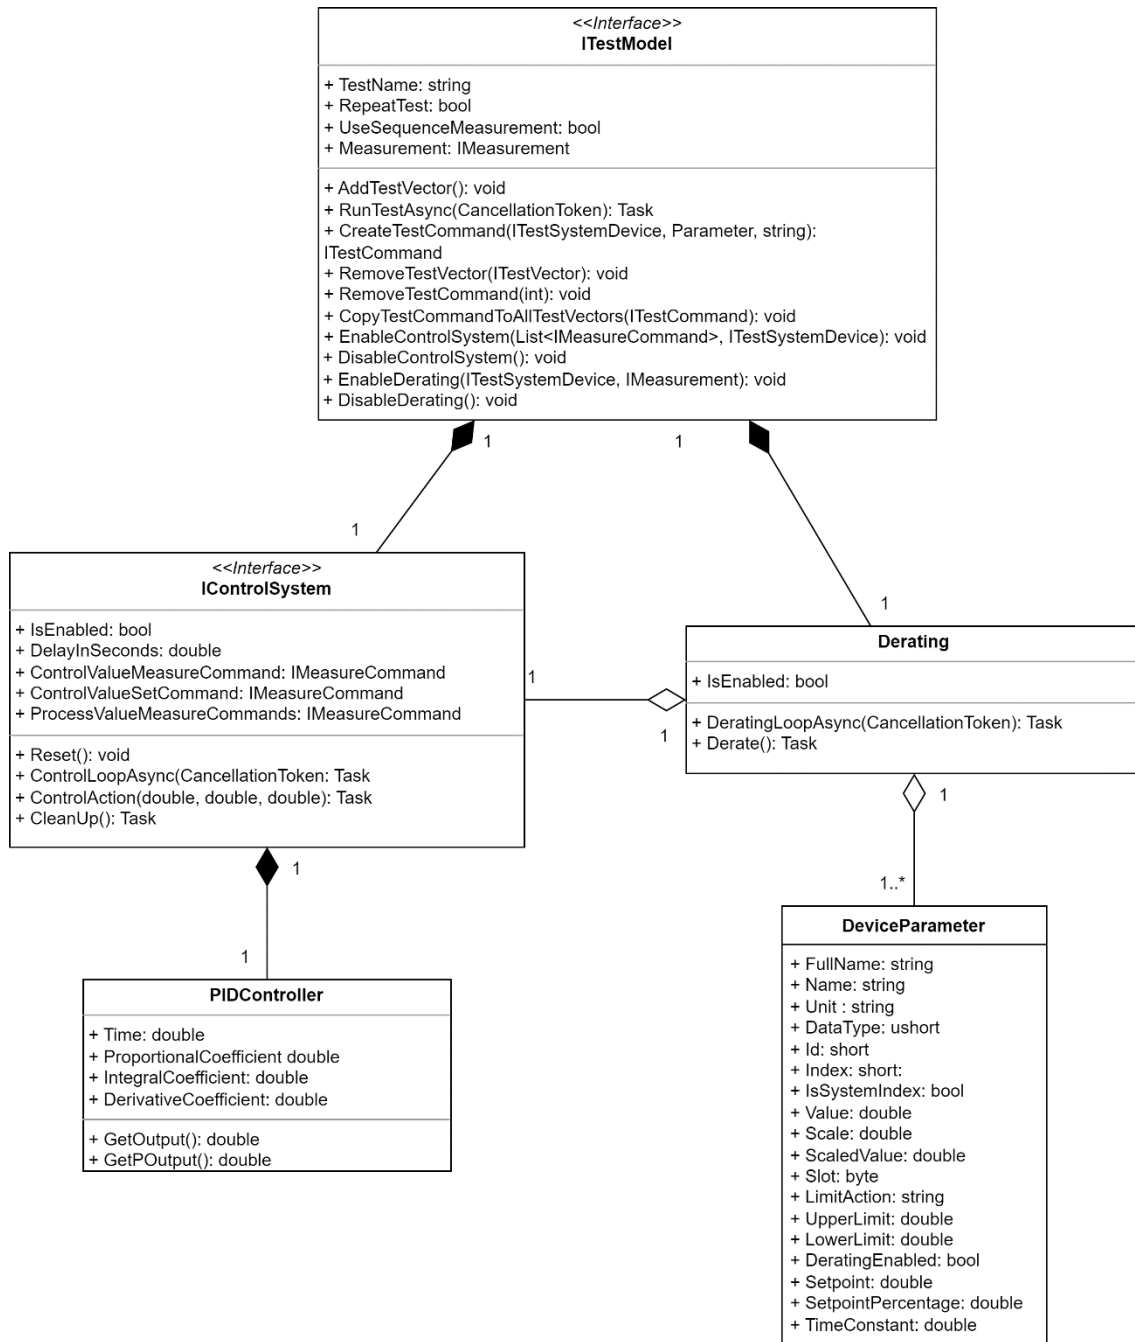 <<Interface>>
ITestModel
+ TestName: string
+ RepeatTest: bool
+ UseSequenceMeasurement: bool
+ Measurement: IMeasurement
+ AddTestVector(): void
+ RunTestAsync(CancellationToken): Task
+ CreateTestCommand(ITestSystemDevice, Parameter, string):
ITestCommand
+ RemoveTestVector(ITestVector): void
+ RemoveTestCommand(int): void
+ CopyTestCommandToAllTestVectors(ITestCommand): void
+ EnableControlSystem(List<IMeasureCommand>, ITestSystemDevice): void
+ DisableControlSystem(): void
+ EnableDerating(ITestSystemDevice, IMeasurement): void
+ DisableDerating(): void
1
1
1
1
<<Interface>>
IControlSystem
+ IsEnabled: bool
+ DelayInSeconds: double
+ ControlValueMeasureCommand: IMeasureCommand
+ ControlValueSetCommand: IMeasureCommand
+ ProcessValueMeasureCommands: IMeasureCommand
+ Reset(): void
+ ControlLoopAsync(CancellationToken: Task
+ ControlAction(double, double, double): Task
+ CleanUp(): Task
1
1
Derating
+ IsEnabled: bool
+ DeratingLoopAsync(CancellationToken): Task
+ Derate(): Task
1
1
1
1..*
PIDController
+ Time: double
+ ProportionalCoefficient double
+ IntegralCoefficient: double
+ DerivativeCoefficient: double
+ GetOutput(): double
+ GetPOutput(): double
DeviceParameter
+ FullName: string
+ Name: string
+ Unit : string
+ DataType: ushort
+ Id: short
+ Index: short:
+ IsSystemIndex: bool
+ Value: double
+ Scale: double
+ ScaledValue: double
+ Slot: byte
+ LimitAction: string
+ UpperLimit: double
+ LowerLimit: double
+ DeratingEnabled: bool
+ Setpoint: double
+ SetpointPercentage: double
+ TimeConstant: double